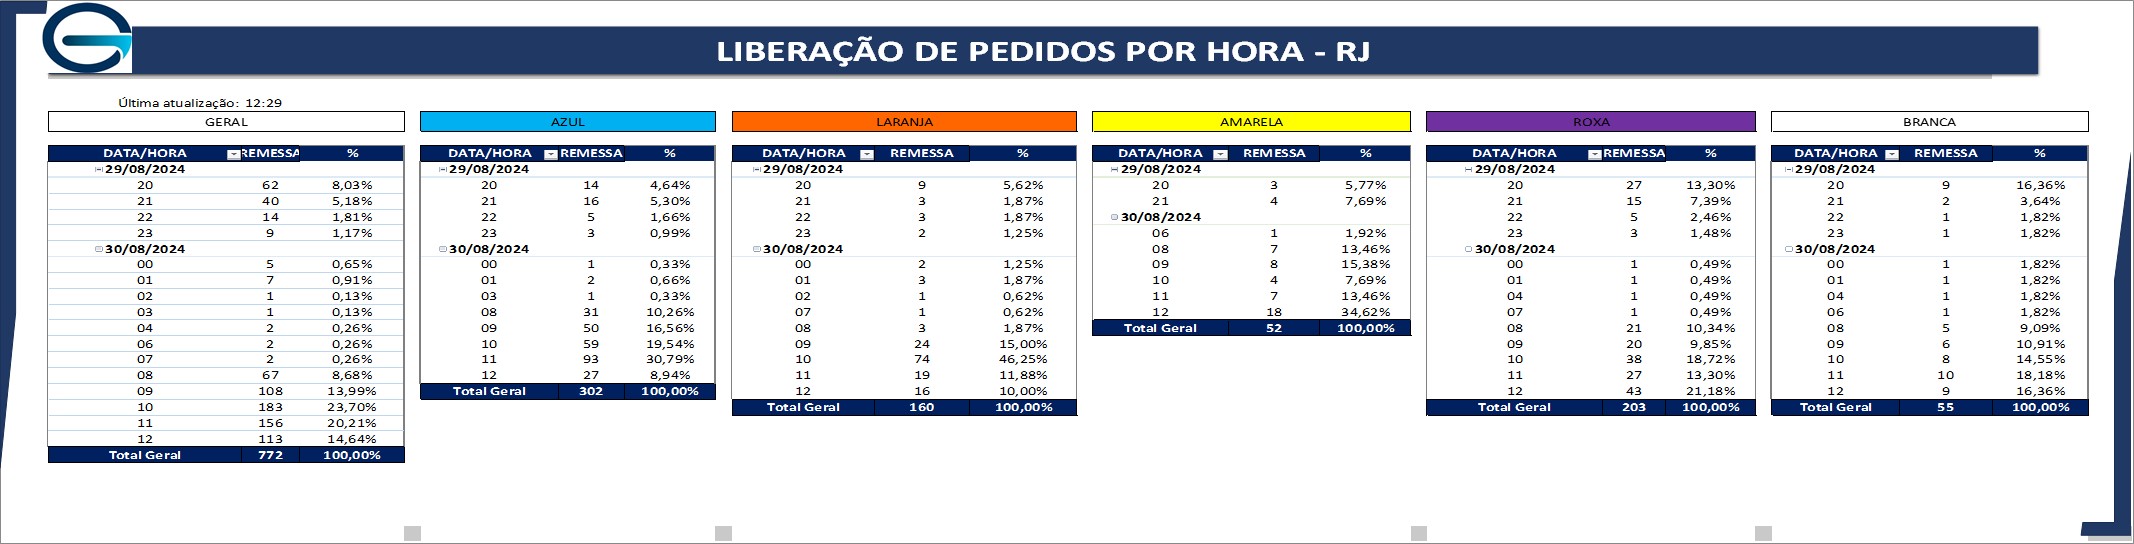 LIBERAÇÃO DE PEDIDOS POR HORA - RJ
Última atualização: 12:29
GERAL
DATA/HORA REMESSA %
29/08/2024
20 62 8,03%
21 40 5,18%
22 14 1,81%
23 9 1,17%
30/08/2024
00 5 0,65%
01 7 0,91%
02 1 0,13%
03 1 0,13%
04 2 0,26%
06 2 0,26%
07 2 0,26%
08 67 8,68%
09 108 13,99%
10 183 23,70%
11 156 20,21%
12 113 14,64%
Total Geral 772 100,00%
AZUL
DATA/HORA REMESSA %
29/08/2024
20 14 4,64%
21 16 5,30%
22 5 1,66%
23 3 0,99%
30/08/2024
00 1 0,33%
01 2 0,66%
03 1 0,33%
08 31 10,26%
09 50 16,56%
10 59 19,54%
11 93 30,79%
12 27 8,94%
Total Geral 302 100,00%
LARANJA
DATA/HORA REMESSA %
29/08/2024
20 9 5,62%
21 3 1,87%
22 3 1,87%
23 2 1,25%
30/08/2024
00 2 1,25%
01 3 1,87%
02 1 0,62%
07 1 0,62%
08 3 1,87%
09 24 15,00%
10 74 46,25%
11 19 11,88%
12 16 10,00%
Total Geral 160 100,00%
AMARELA
DATA/HORA REMESSA %
29/08/2024
20 3 5,77%
21 4 7,69%
30/08/2024
06 1 1,92%
08 7 13,46%
09 8 15,38%
10 4 7,69%
11 7 13,46%
12 18 34,62%
Total Geral 52 100,00%
ROXA
DATA/HORA REMESSA %
29/08/2024
20 27 13,30%
21 15 7,39%
22 5 2,46%
23 3 1,48%
30/08/2024
00 1 0,49%
01 1 0,49%
04 1 0,49%
07 1 0,49%
08 21 10,34%
09 20 9,85%
10 38 18,72%
11 27 13,30%
12 43 21,18%
Total Geral 203 100,00%
BRANCA
DATA/HORA REMESSA %
29/08/2024
20 9 16,36%
21 2 3,64%
22 1 1,82%
23 1 1,82%
30/08/2024
00 1 1,82%
01 1 1,82%
04 1 1,82%
06 1 1,82%
08 5 9,09%
09 6 10,91%
10 8 14,55%
11 10 18,18%
12 9 16,36%
Total Geral 55 100,00%